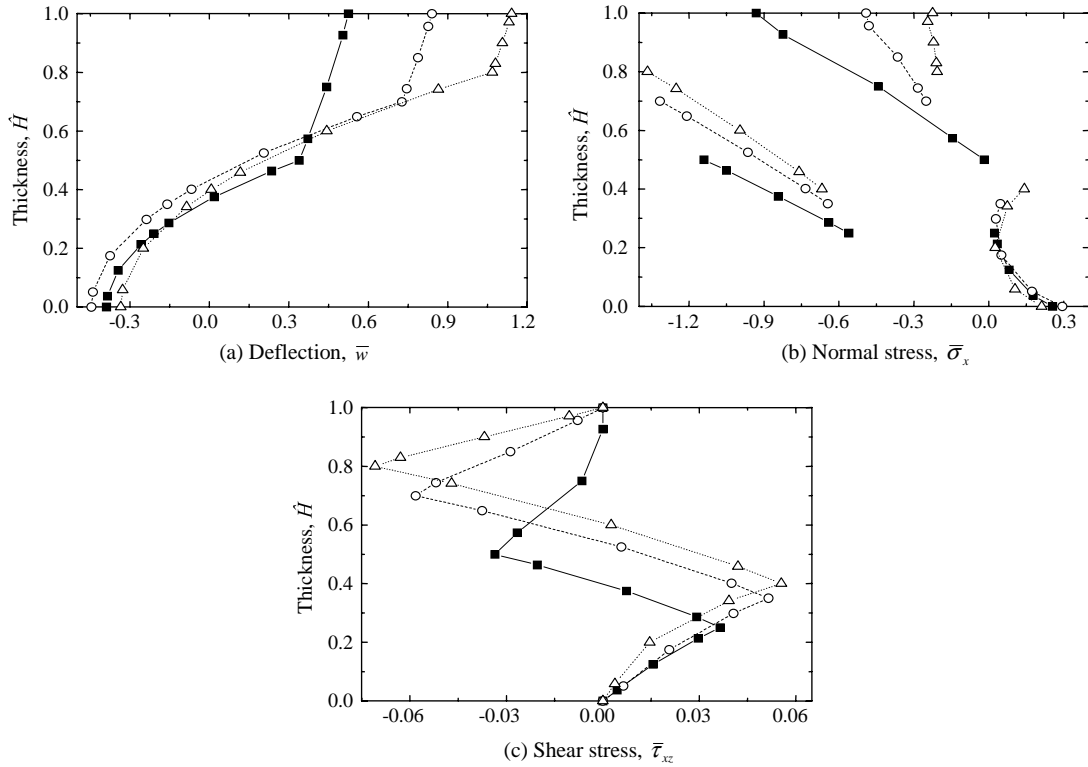 1.0
0.8
0.6
0.4
0.2
0.0
Thickness, Ĥ
-0.3 0.0 0.3 0.6 0.9 1.2
(a) Deflection, w̅
1.0
0.8
0.6
0.4
0.2
0.0
Thickness, Ĥ
-1.2 -0.9 -0.6 -0.3 0.0 0.3
(b) Normal stress, σ̅ₓ
1.0
0.8
0.6
0.4
0.2
0.0
Thickness, Ĥ
-0.06 -0.03 0.00 0.03 0.06
(c) Shear stress, τ̅_xz